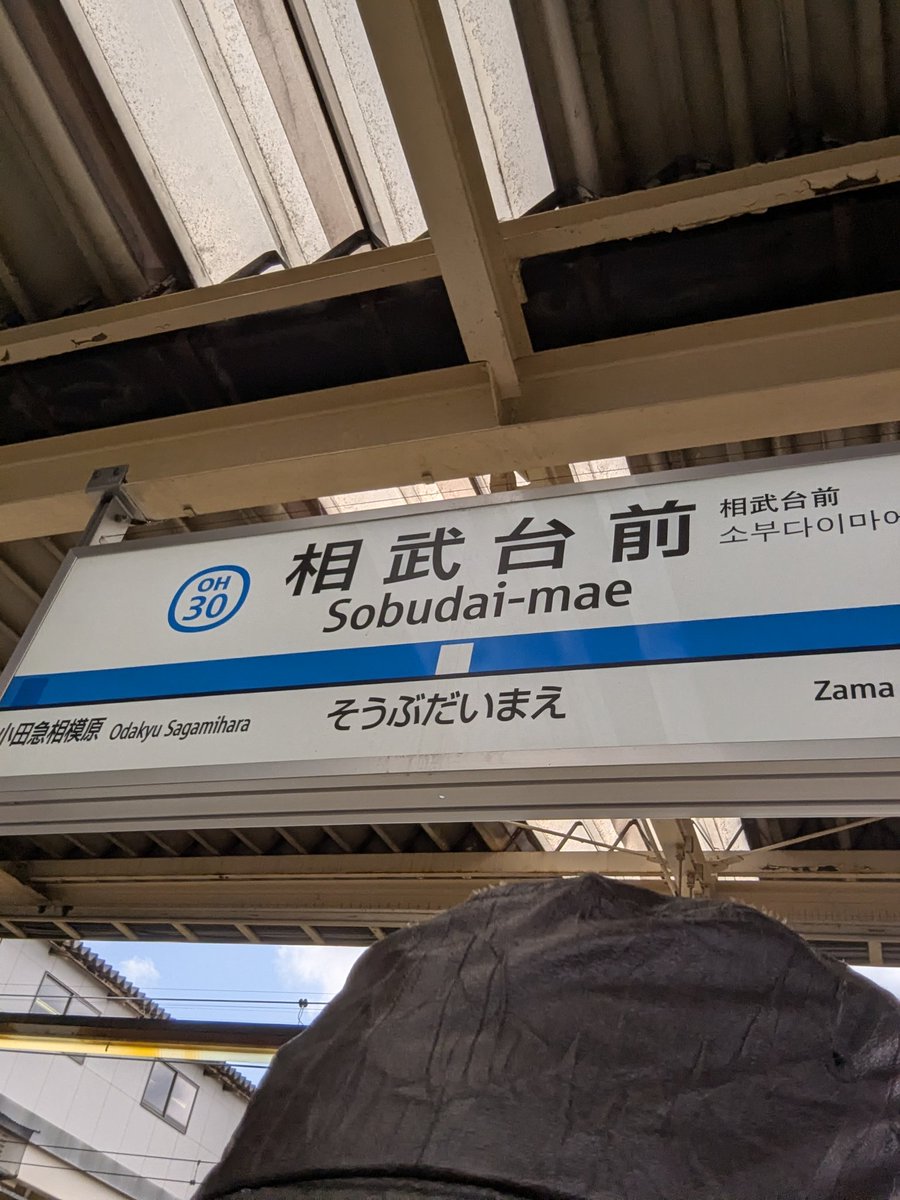 OH
30
相武台前
Sobudai-mae
相武台前
소부다이마에
そうぶだいまえ
小田急相模原 Odakyu Sagamihara
Zama